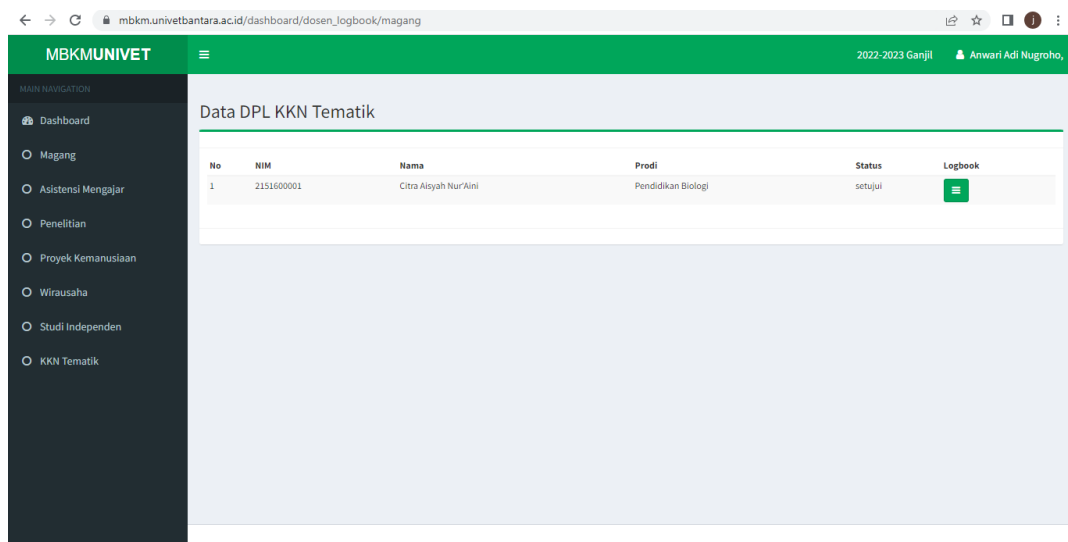 mbkm.univetbantara.ac.id/dashboard/dosen_logbook/magang
j
MBKMUNIVET
2022-2023 Ganjil
Anwari Adi Nugroho,
MAIN NAVIGATION
Dashboard
Magang
Asistensi Mengajar
Penelitian
Proyek Kemanusiaan
Wirausaha
Studi Independen
KKN Tematik
Data DPL KKN Tematik
No NIM Nama Prodi Status Logbook
1 2151600001 Citra Aisyah Nur'Aini Pendidikan Biologi setujui